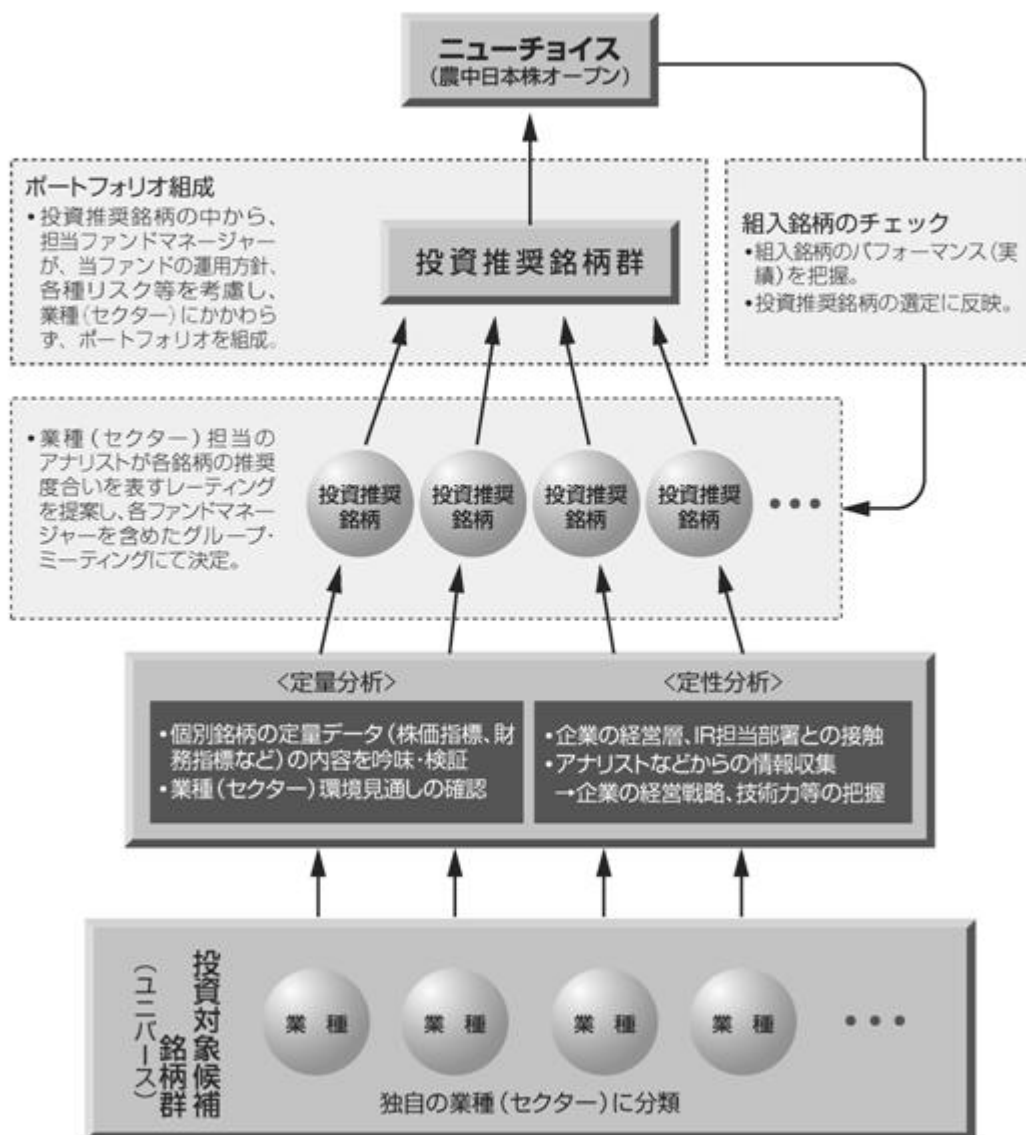 ニューチョイス
(農中日本株オープン)
ポートフォリオ組成
•投資推奨銘柄の中から、
担当ファンドマネージャー
が、当ファンドの運用方針、
各種リスク等を考慮し、
業種(セクター)にかかわら
ず、ポートフォリオを組成。
投資推奨銘柄群
組入銘柄のチェック
•組入銘柄のパフォーマンス(実
績)を把握。
•投資推奨銘柄の選定に反映。
•業種(セクター)担当の
アナリストが各銘柄の推奨
度合いを表すレーティング
を提案し、各ファンドマネ
ージャーを含めたグループ・
ミーティングにて決定。
投資推奨
銘柄
投資推奨
銘柄
投資推奨
銘柄
投資推奨
銘柄
•••
<定量分析>
•個別銘柄の定量データ(株価指標、財
務指標など)の内容を吟味・検証
•業種(セクター)環境見通しの確認
<定性分析>
•企業の経営層、IR担当部署との接触
•アナリストなどからの情報収集
→企業の経営戦略、技術力等の把握
投資対象候補
銘柄群
(ユニバース)
業種
業種
業種
業種
•••
独自の業種(セクター)に分類